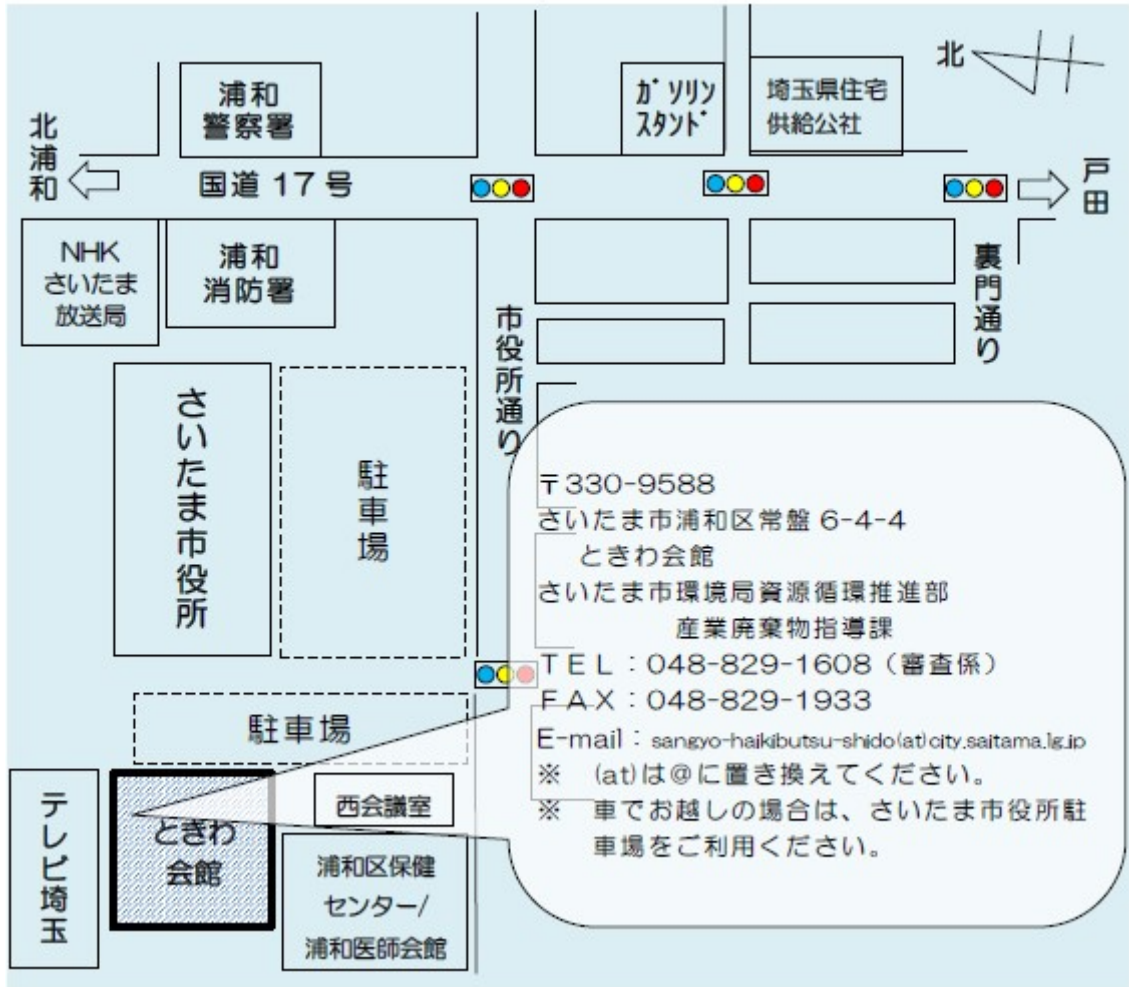 北
浦和
警察署
ガソリン
スタンド
埼玉県住宅
供給公社
北浦和
国道 17 号
戸田
NHK
さいたま
放送局
浦和
消防署
市役所通り
裏門通り
さいたま市役所
駐車場
〒330-9588
さいたま市浦和区常盤 6-4-4
ときわ会館
さいたま市環境局資源循環推進部
産業廃棄物指導課
TEL：048-829-1608（審査係）
FAX：048-829-1933
E-mail：sangyo-haikibutsu-shido(at)city.saitama.lg.jp
※　(at)は@に置き換えてください。
※　車でお越しの場合は、さいたま市役所駐
車場をご利用ください。
駐車場
テレビ埼玉
ときわ
会館
西会議室
浦和区保健
センター/
浦和医師会館